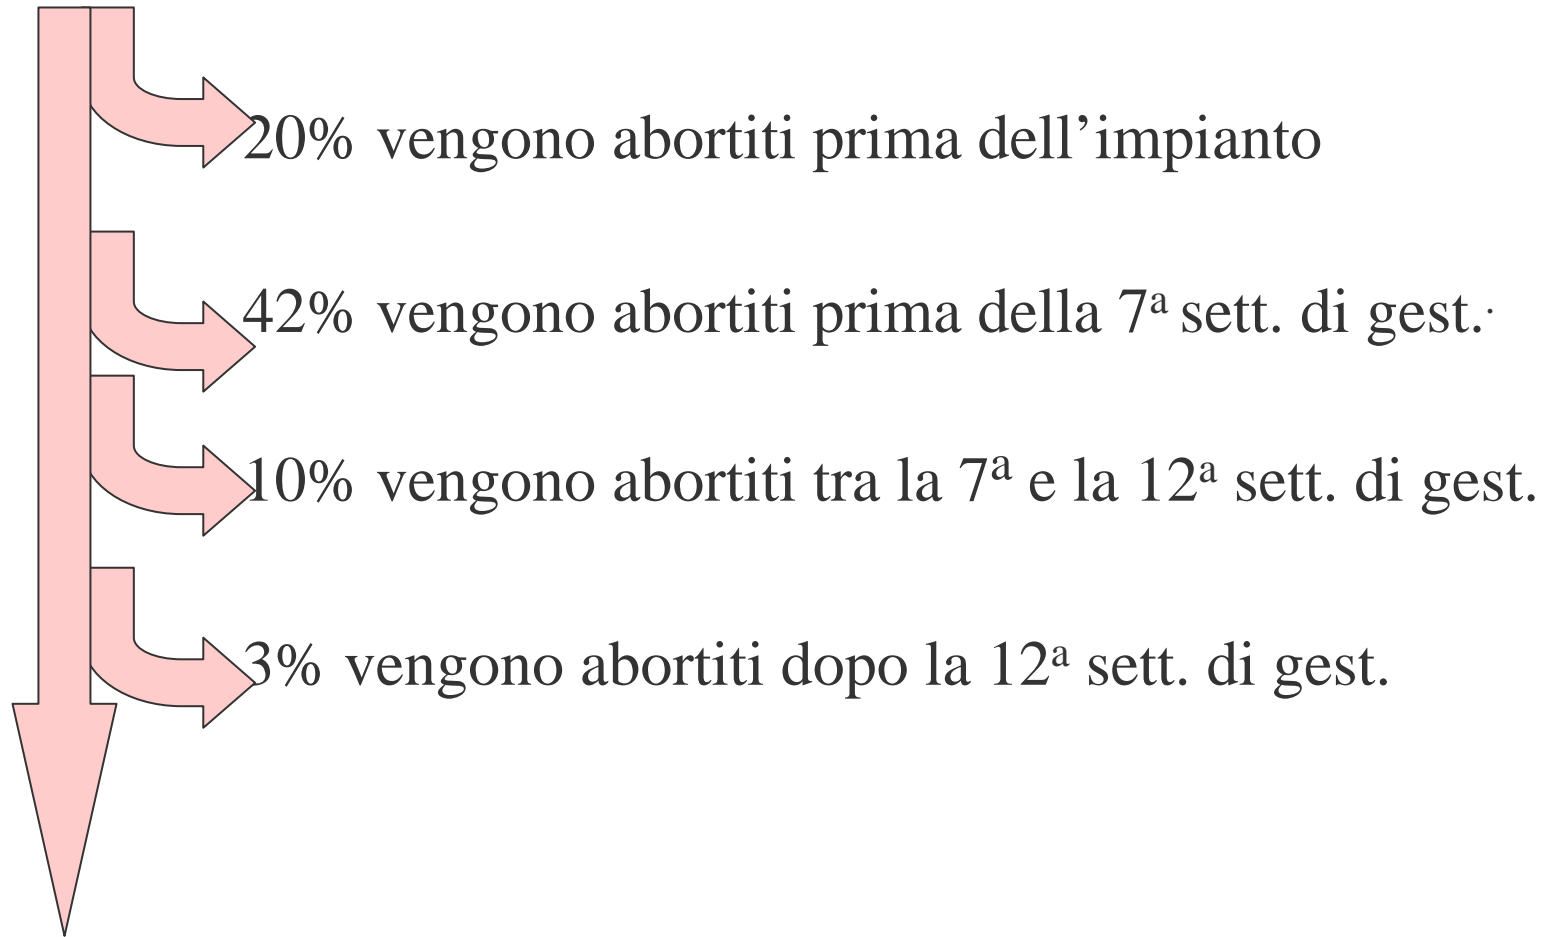 20% vengono abortiti prima dell’impianto
42% vengono abortiti prima della 7ª sett. di gest..
10% vengono abortiti tra la 7ª e la 12ª sett. di gest.
3% vengono abortiti dopo la 12ª sett. di gest.